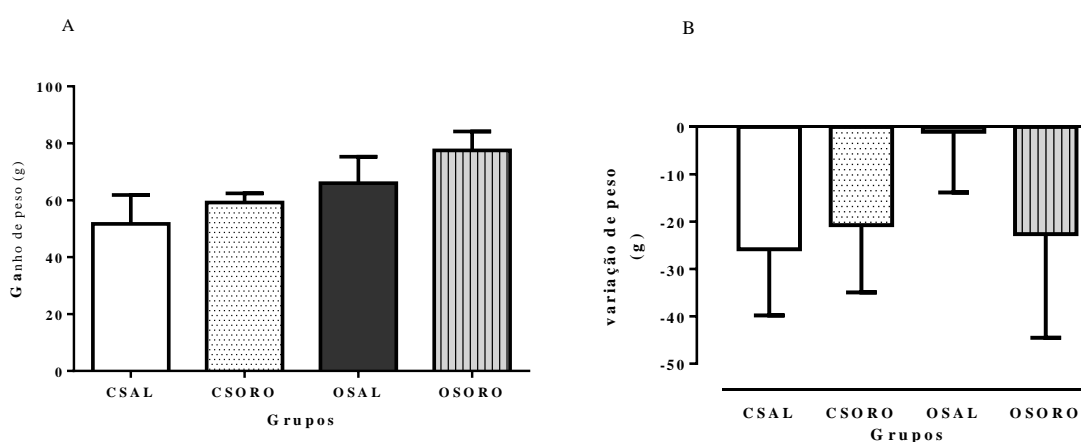 A
Ganho de peso (g)
100
80
60
40
20
0
CSAL CSORO OSAL OSORO
Grupos
B
variação de peso
(g)
0
-10
-20
-30
-40
-50
CSAL CSORO OSAL OSORO
Grupos